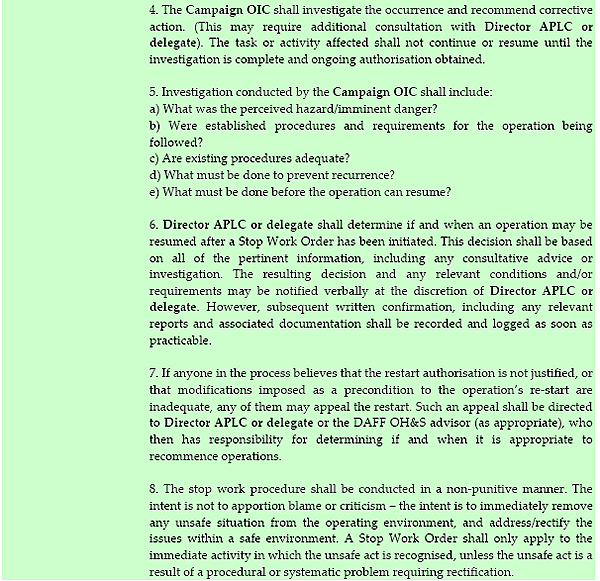 4. The Campaign OIC shall investigate the occurrence and recommend corrective
action. (This may require additional consultation with Director APLC or
delegate). The task or activity affected shall not continue or resume until the
investigation is complete and ongoing authorisation obtained.
5. Investigation conducted by the Campaign OIC shall include:
a) What was the perceived hazard/imminent danger?
b) Were established procedures and requirements for the operation being
followed?
c) Are existing procedures adequate?
d) What must be done to prevent recurrence?
e) What must be done before the operation can resume?
6. Director APLC or delegate shall determine if and when an operation may be
resumed after a Stop Work Order has been initiated. This decision shall be based
on all of the pertinent information, including any consultative advice or
investigation. The resulting decision and any relevant conditions and/or
requirements may be notified verbally at the discretion of Director APLC or
delegate. However, subsequent written confirmation, including any relevant
reports and associated documentation shall be recorded and logged as soon as
practicable.
7. If anyone in the process believes that the restart authorisation is not justified, or
that modifications imposed as a precondition to the operation's re-start are
inadequate, any of them may appeal the restart. Such an appeal shall be directed
to Director APLC or delegate or the DAFF OH&S advisor (as appropriate), who
then has responsibility for determining if and when it is appropriate to
recommence operations.
8. The stop work procedure shall be conducted in a non-punitive manner. The
intent is not to apportion blame or criticism – the intent is to immediately remove
any unsafe situation from the operating environment, and address/rectify the
issues within a safe environment. A Stop Work Order shall only apply to the
immediate activity in which the unsafe act is recognised, unless the unsafe act is a
result of a procedural or systematic problem requiring rectification.